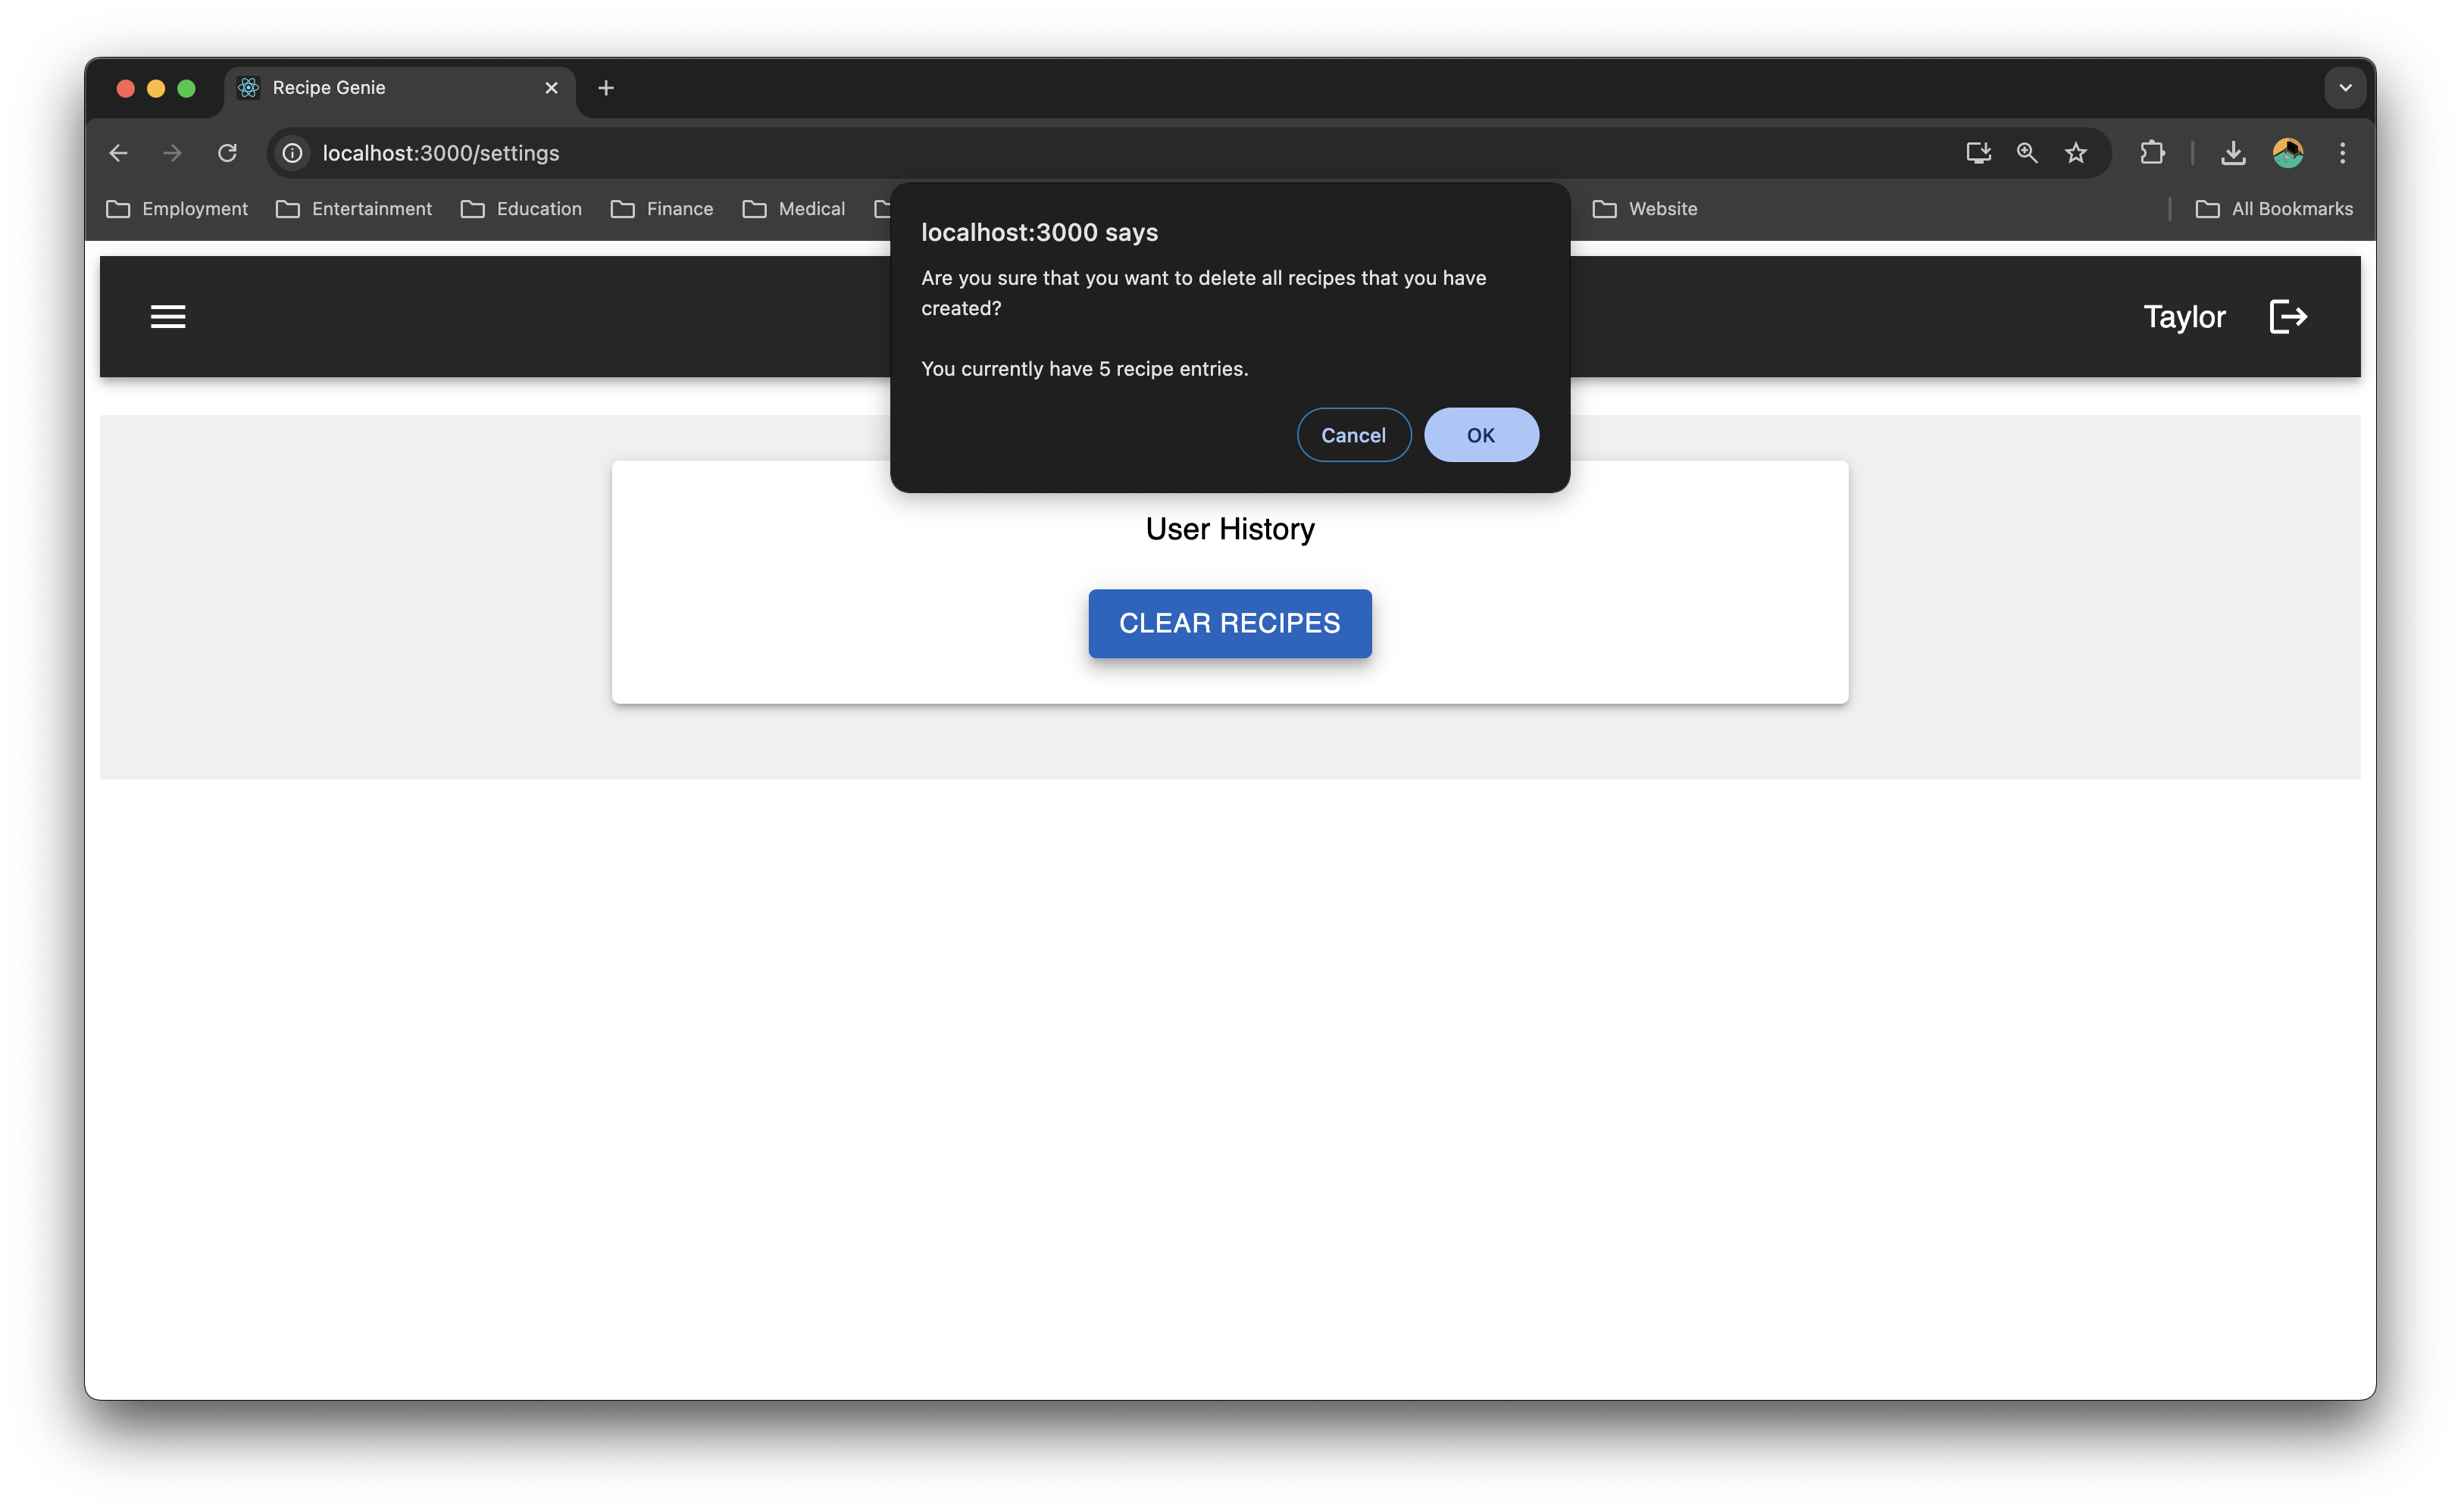 Recipe Genie
localhost:3000/settings
Employment Entertainment Education Finance Medical Website All Bookmarks
localhost:3000 says
Are you sure that you want to delete all recipes that you have
created?
You currently have 5 recipe entries.
Cancel OK
Taylor
User History
CLEAR RECIPES